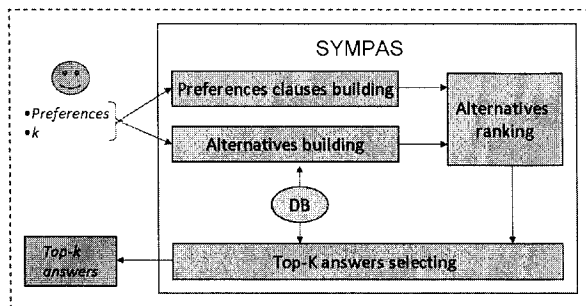 SYMPAS
•Preferences
•k
Preferences clauses building
Alternatives building
Alternatives
ranking
DB
Top-K answers selecting
Top-k
answers